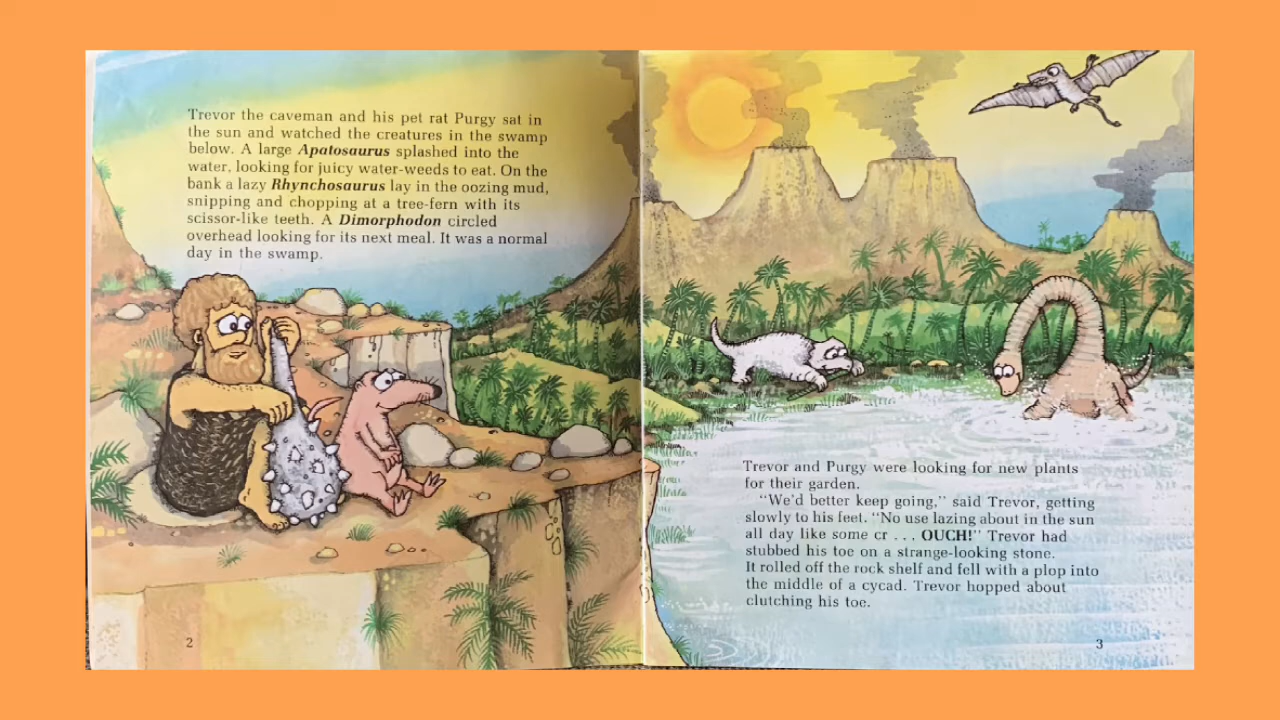 Trevor the caveman and his pet rat Purgy sat in
the sun and watched the creatures in the swamp
below. A large Apatosaurus splashed into the
water, looking for juicy water-weeds to eat. On the
bank a lazy Rhynchosaurus lay in the oozing mud,
snipping and chopping at a tree-fern with its
scissor-like teeth. A Dimorphodon circled
overhead looking for its next meal. It was a normal
day in the swamp.
2
Trevor and Purgy were looking for new plants
for their garden.
“We’d better keep going,” said Trevor, getting
slowly to his feet. “No use lazing about in the sun
all day like some cr ... OUCH!” Trevor had
stubbed his toe on a strange-looking stone.
It rolled off the rock shelf and fell with a plop into
the middle of a cycad. Trevor hopped about
clutching his toe.
3